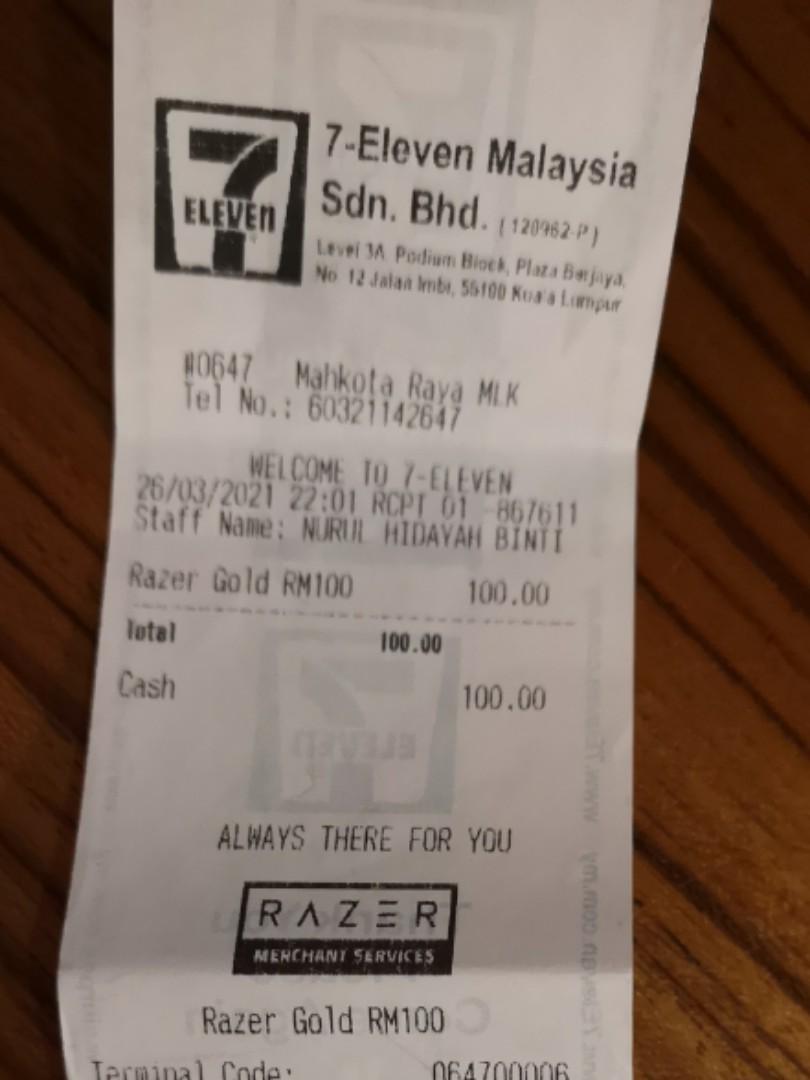 7
ELEVEN
7-Eleven Malaysia
Sdn. Bhd. (120962-P)
Level 3A, Podium Block, Plaza Berjaya,
No. 12 Jalan Imbi, 55100 Kuala Lumpur
#0647 Mahkota Raya MLK
Tel No.: 60321142647
WELCOME TO 7-ELEVEN
26/03/2021 22:01 RCPT 01 -867611
Staff Name: NURUL HIDAYAH BINTI
Razer Gold RM100 100.00
Total 100.00
Cash 100.00
ALWAYS THERE FOR YOU
RAZER
MERCHANT SERVICES
Razer Gold RM100
Terminal Code: 064700006